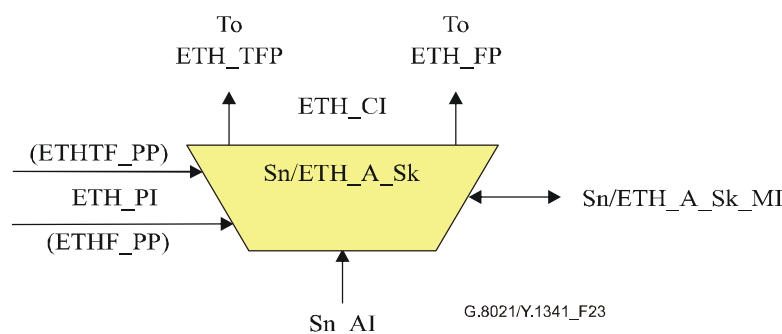 To
ETH_TFP
To
ETH_FP
ETH_CI
(ETHTF_PP)
Sn/ETH_A_Sk
ETH_PI
Sn/ETH_A_Sk_MI
(ETHF_PP)
G.8021/Y.1341_F23
Sn_AI